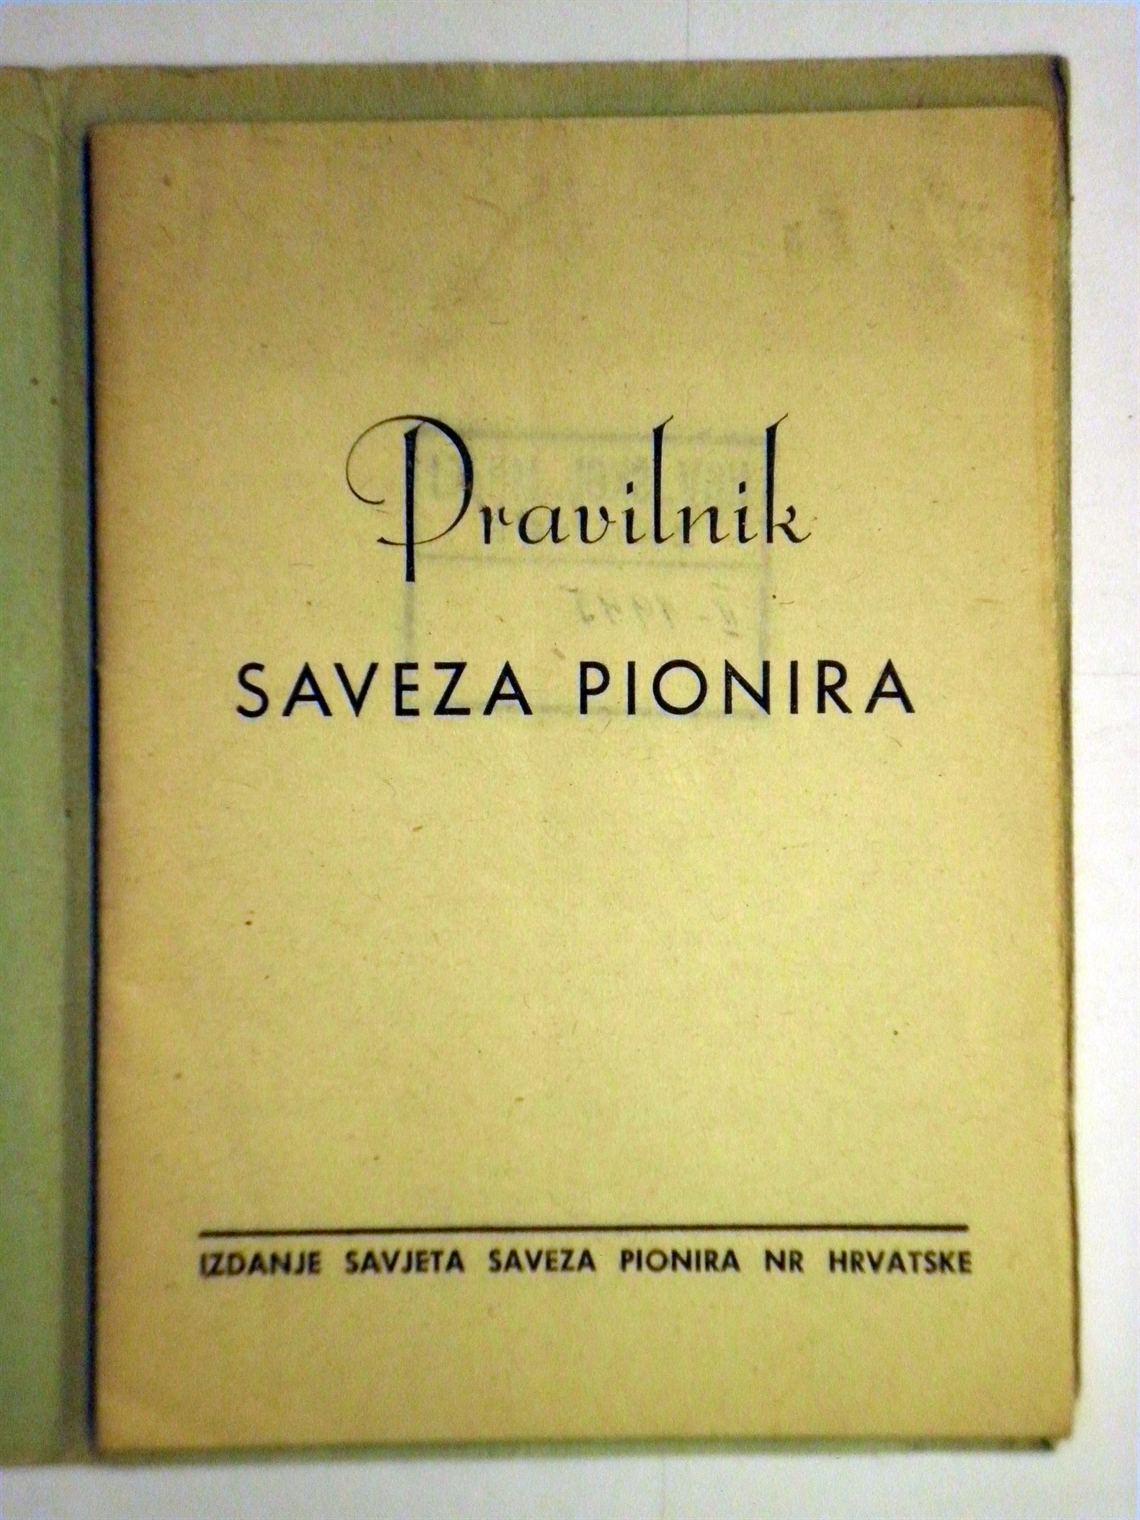 Pravilnik
SAVEZA PIONIRA
IZDANJE SAVJETA SAVEZA PIONIRA NR HRVATSKE